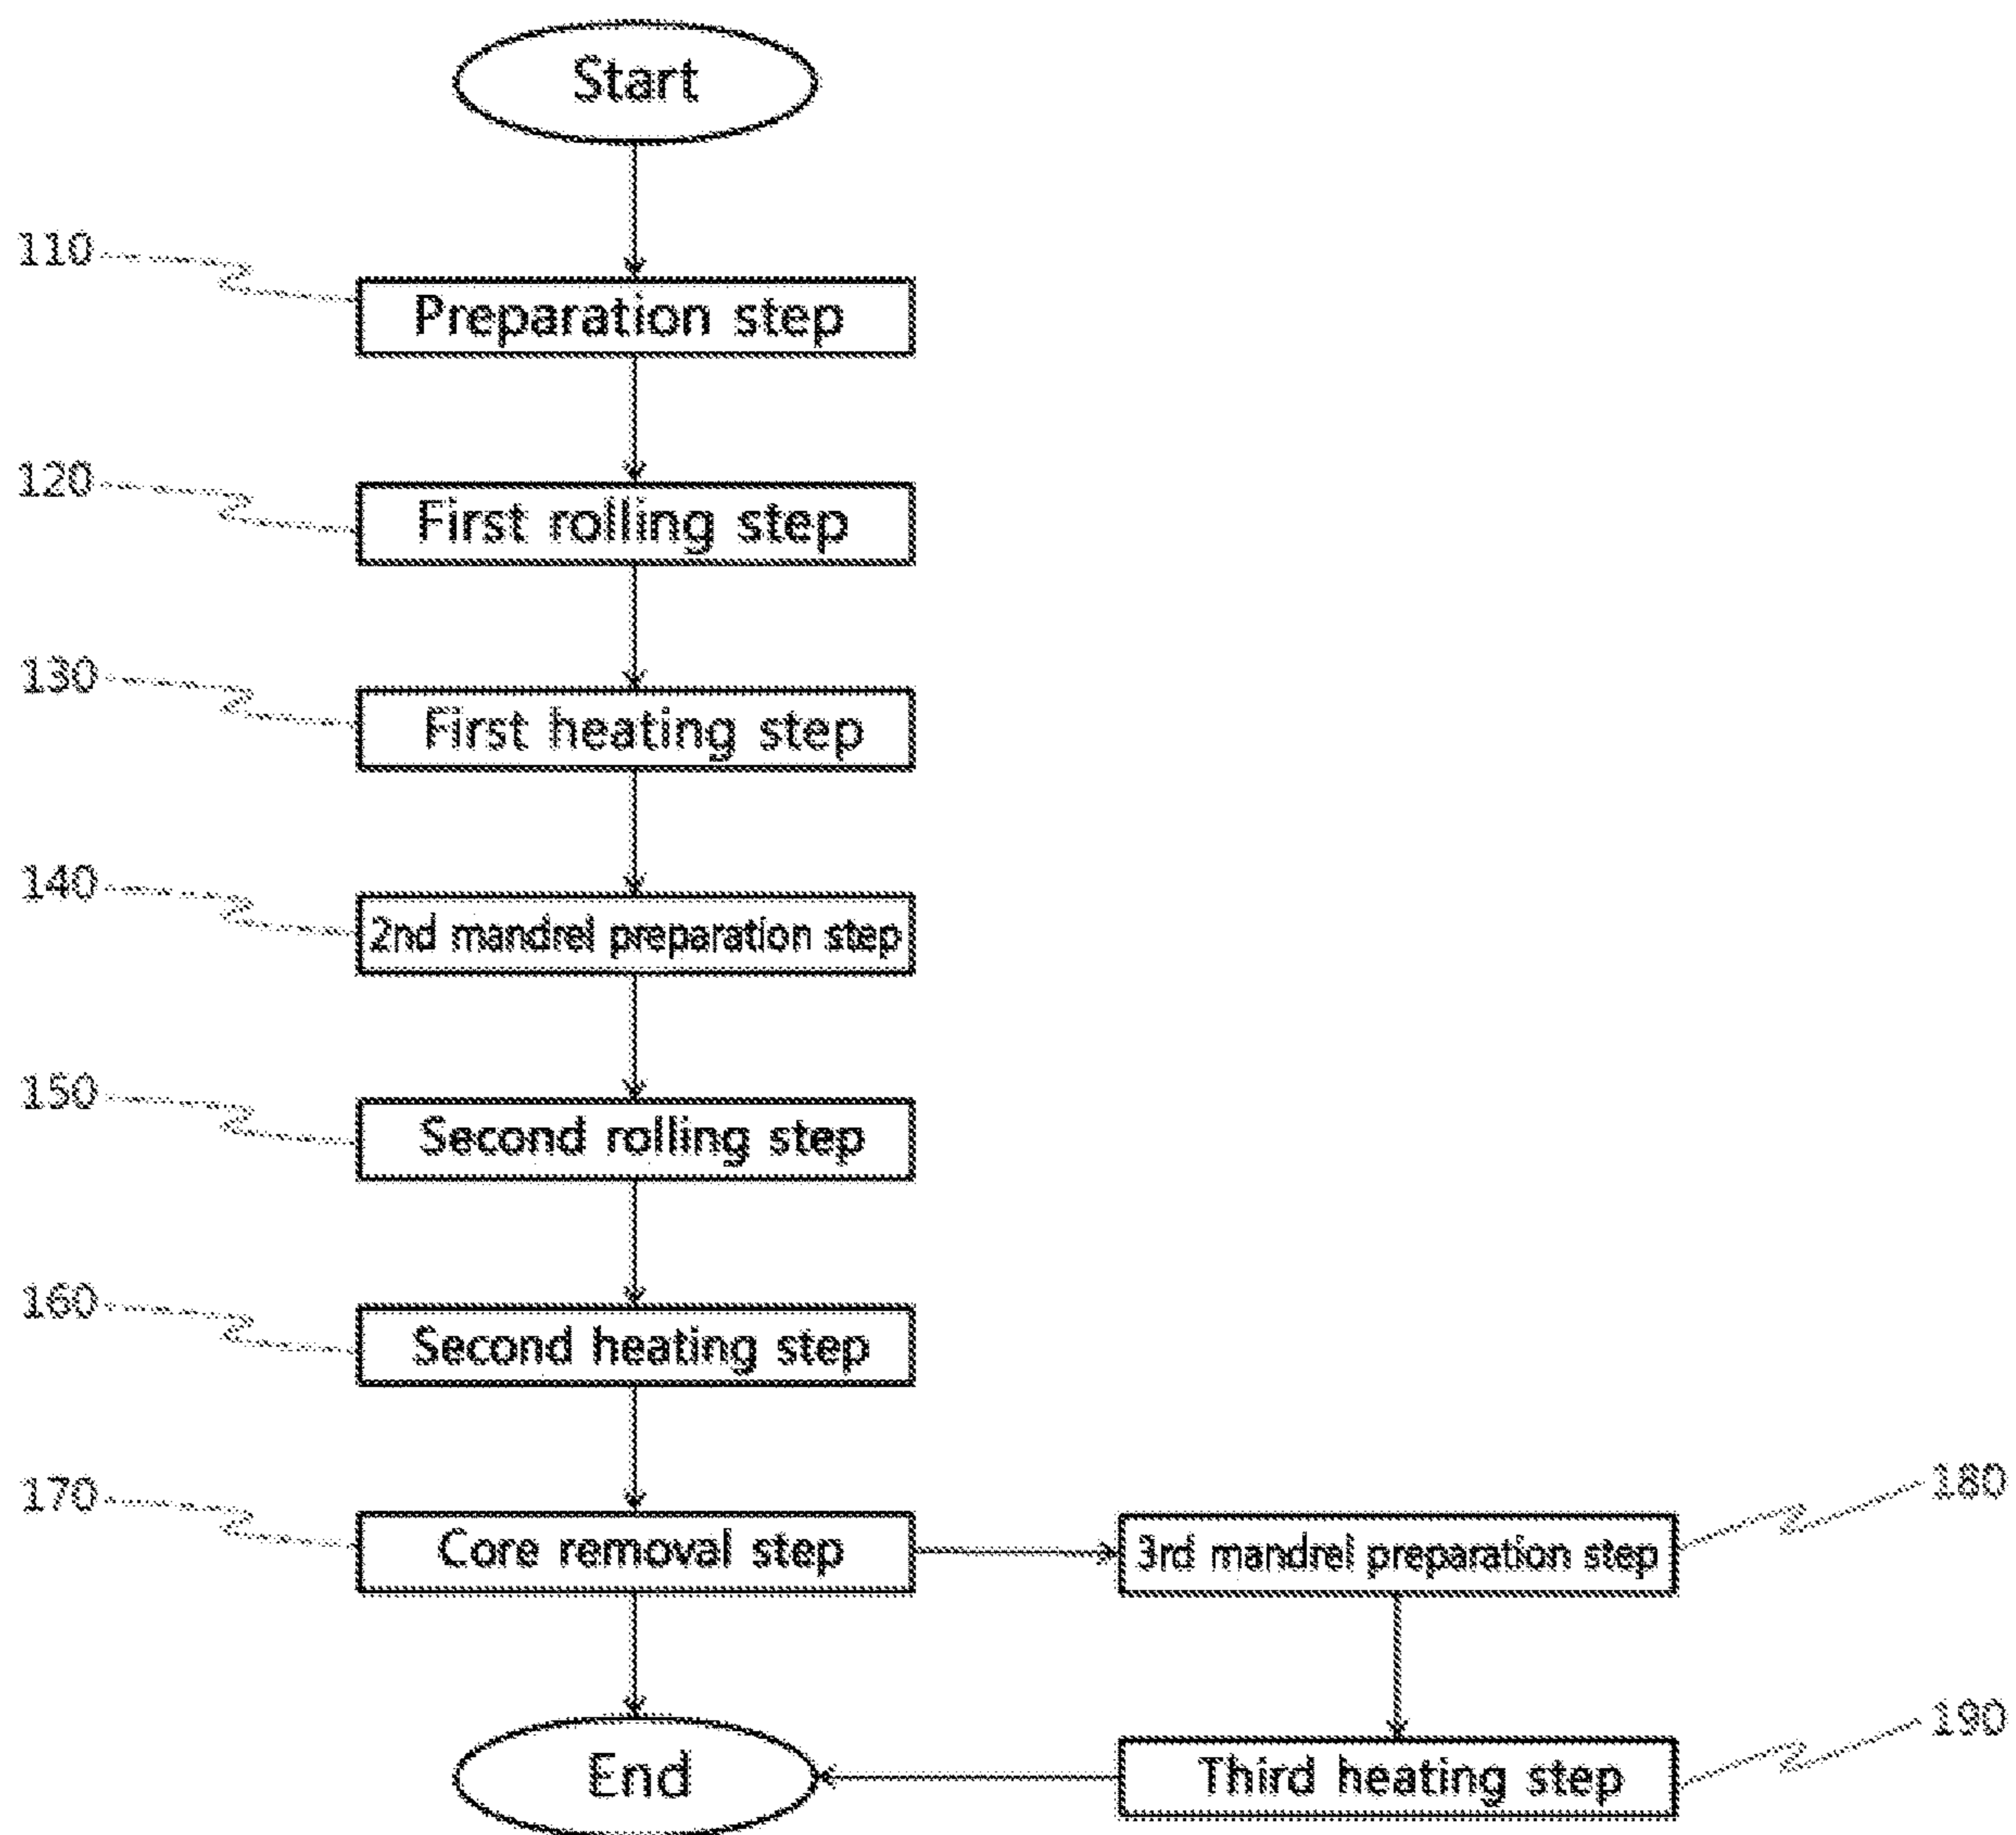 Start
110
Preparation step
120
First rolling step
130
First heating step
140
2nd mandrel preparation step
150
Second rolling step
160
Second heating step
170
Core removal step
3rd mandrel preparation step
180
End
Third heating step
190